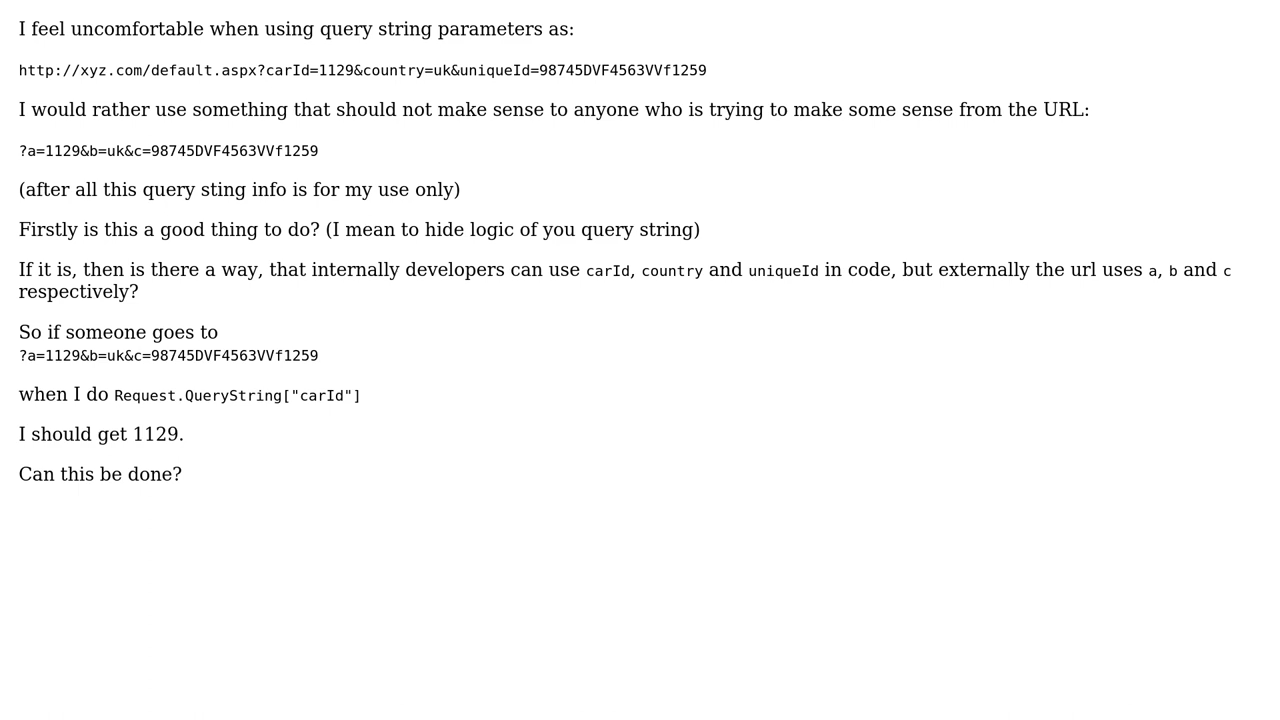 I feel uncomfortable when using query string parameters as:
http://xyz.com/default.aspx?carId=1129&country=uk&uniqueId=98745DVF4563VVf1259
I would rather use something that should not make sense to anyone who is trying to make some sense from the URL:
?a=1129&b=uk&c=98745DVF4563VVf1259
(after all this query sting info is for my use only)
Firstly is this a good thing to do? (I mean to hide logic of you query string)
If it is, then is there a way, that internally developers can use carId, country and uniqueId in code, but externally the url uses a, b and c
respectively?
So if someone goes to
?a=1129&b=uk&c=98745DVF4563VVf1259
when I do Request.QueryString["carId"]
I should get 1129.
Can this be done?